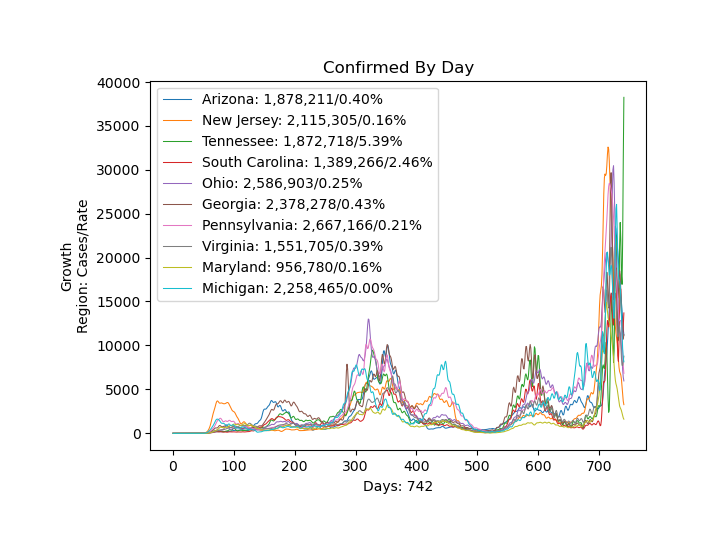 Confirmed By Day
40000
35000
30000
25000
20000
15000
10000
5000
0
Growth
Region: Cases/Rate
Arizona: 1,878,211/0.40%
New Jersey: 2,115,305/0.16%
Tennessee: 1,872,718/5.39%
South Carolina: 1,389,266/2.46%
Ohio: 2,586,903/0.25%
Georgia: 2,378,278/0.43%
Pennsylvania: 2,667,166/0.21%
Virginia: 1,551,705/0.39%
Maryland: 956,780/0.16%
Michigan: 2,258,465/0.00%
0 100 200 300 400 500 600 700
Days: 742